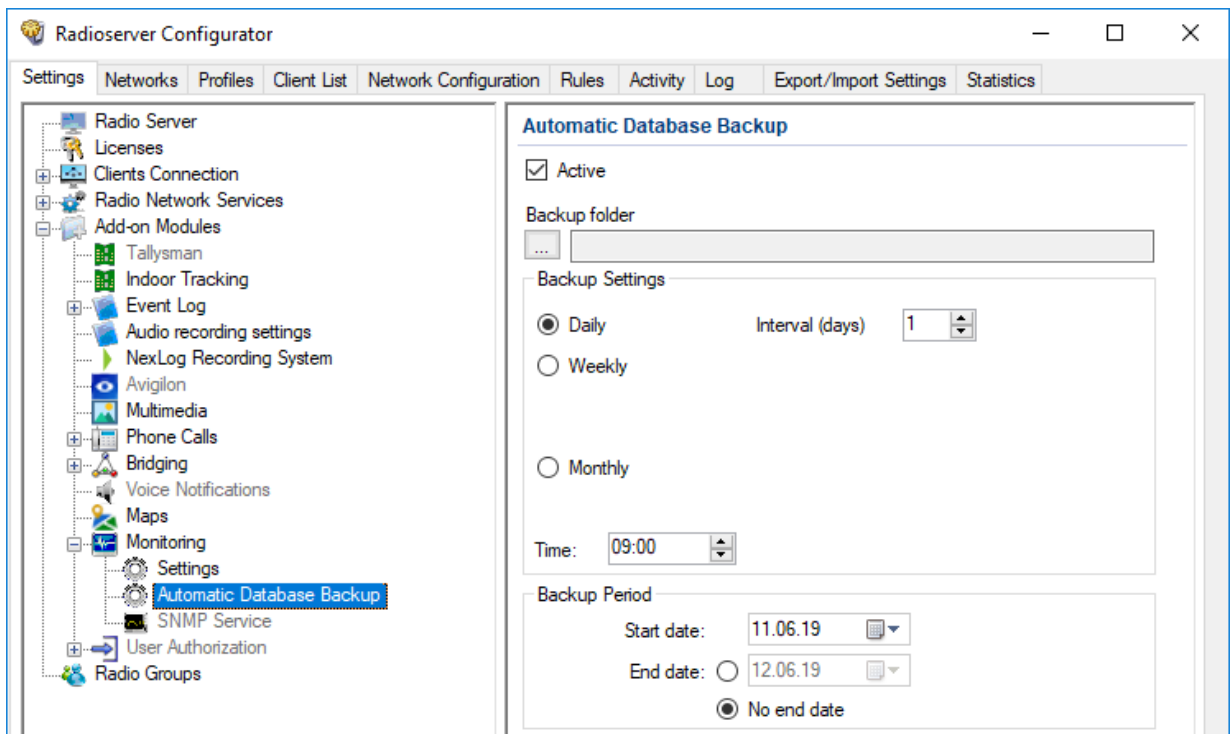 Radioserver Configurator
Settings Networks Profiles Client List Network Configuration Rules Activity Log Export/Import Settings Statistics
Radio Server
Licenses
Clients Connection
Radio Network Services
Add-on Modules
Tallysman
Indoor Tracking
Event Log
Audio recording settings
NexLog Recording System
Avigilon
Multimedia
Phone Calls
Bridging
Voice Notifications
Maps
Monitoring
Settings
Automatic Database Backup
SNMP Service
User Authorization
Radio Groups
Automatic Database Backup
Active
Backup folder
...
Backup Settings
Daily Interval (days) 1
Weekly
Monthly
Time: 09:00
Backup Period
Start date: 11.06.19
End date: 12.06.19
No end date